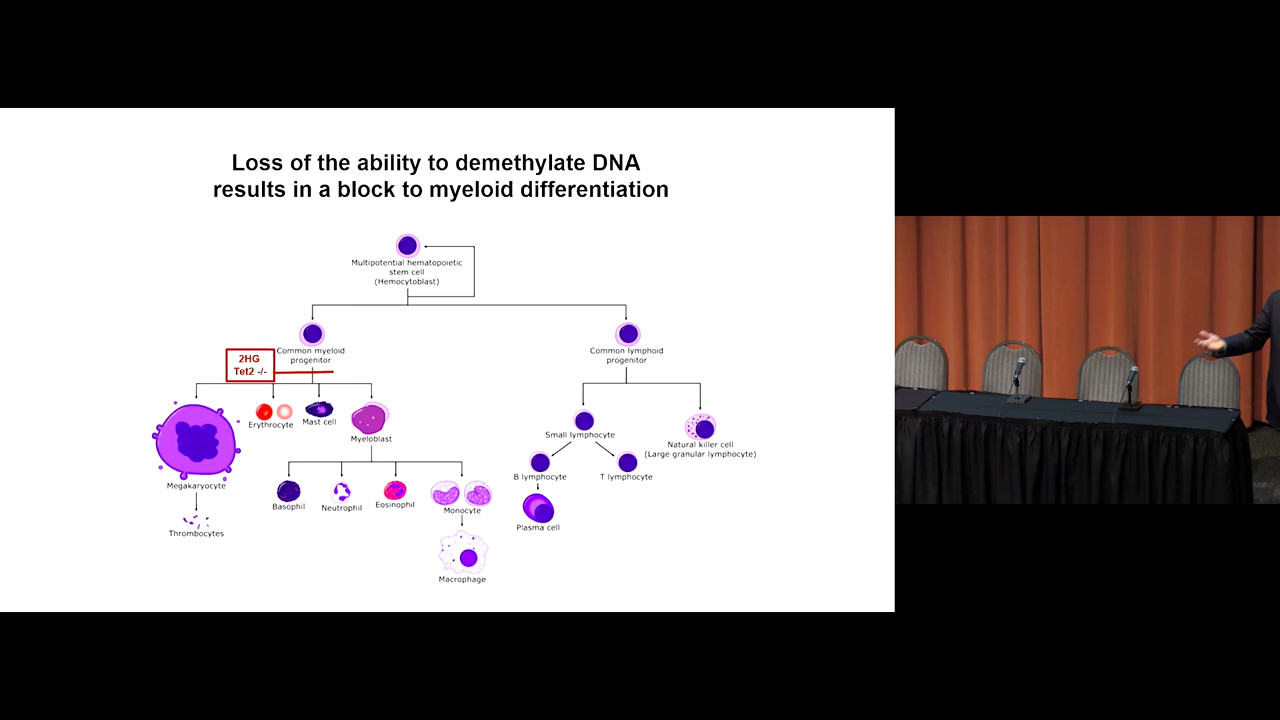 Loss of the ability to demethylate DNA
results in a block to myeloid differentiation
Multipotential hematopoietic
stem cell
(Hemocytoblast)
Common myeloid
progenitor
Common lymphoid
progenitor
2HG
Tet2 -/-
Megakaryocyte
Erythrocyte
Mast cell
Myeloblast
Small lymphocyte
Natural killer cell
(Large granular lymphocyte)
B lymphocyte
T lymphocyte
Thrombocytes
Basophil
Neutrophil
Eosinophil
Monocyte
Plasma cell
Macrophage